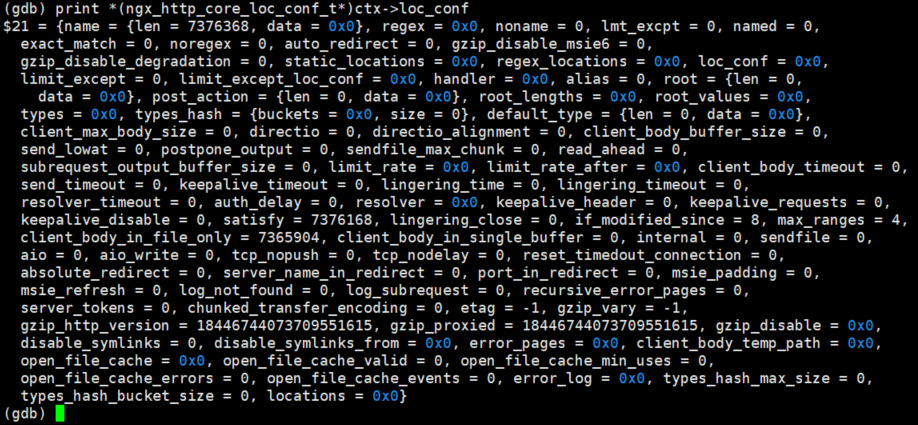 (gdb) print *(ngx_http_core_loc_conf_t*)ctx->loc_conf
$21 = {name = {len = 7376368, data = 0x0}, regex = 0x0, noname = 0, lmt_excpt = 0, named = 0,
exact_match = 0, noregex = 0, auto_redirect = 0, gzip_disable_msie6 = 0,
gzip_disable_degradation = 0, static_locations = 0x0, regex_locations = 0x0, loc_conf = 0x0,
limit_except = 0, limit_except_loc_conf = 0x0, handler = 0x0, alias = 0, root = {len = 0,
data = 0x0}, post_action = {len = 0, data = 0x0}, root_lengths = 0x0, root_values = 0x0,
types = 0x0, types_hash = {buckets = 0x0, size = 0}, default_type = {len = 0, data = 0x0},
client_max_body_size = 0, directio = 0, directio_alignment = 0, client_body_buffer_size = 0,
send_lowat = 0, postpone_output = 0, sendfile_max_chunk = 0, read_ahead = 0,
subrequest_output_buffer_size = 0, limit_rate = 0x0, limit_rate_after = 0x0, client_body_timeout = 0,
send_timeout = 0, keepalive_timeout = 0, lingering_time = 0, lingering_timeout = 0,
resolver_timeout = 0, auth_delay = 0, resolver = 0x0, keepalive_header = 0, keepalive_requests = 0,
keepalive_disable = 0, satisfy = 7376168, lingering_close = 0, if_modified_since = 8, max_ranges = 4,
client_body_in_file_only = 7365904, client_body_in_single_buffer = 0, internal = 0, sendfile = 0,
aio = 0, aio_write = 0, tcp_nopush = 0, tcp_nodelay = 0, reset_timedout_connection = 0,
absolute_redirect = 0, server_name_in_redirect = 0, port_in_redirect = 0, msie_padding = 0,
msie_refresh = 0, log_not_found = 0, log_subrequest = 0, recursive_error_pages = 0,
server_tokens = 0, chunked_transfer_encoding = 0, etag = -1, gzip_vary = -1,
gzip_http_version = 18446744073709551615, gzip_proxied = 18446744073709551615, gzip_disable = 0x0,
disable_symlinks = 0, disable_symlinks_from = 0x0, error_pages = 0x0, client_body_temp_path = 0x0,
open_file_cache = 0x0, open_file_cache_valid = 0, open_file_cache_min_uses = 0,
open_file_cache_errors = 0, open_file_cache_events = 0, error_log = 0x0, types_hash_max_size = 0,
types_hash_bucket_size = 0, locations = 0x0}
(gdb)